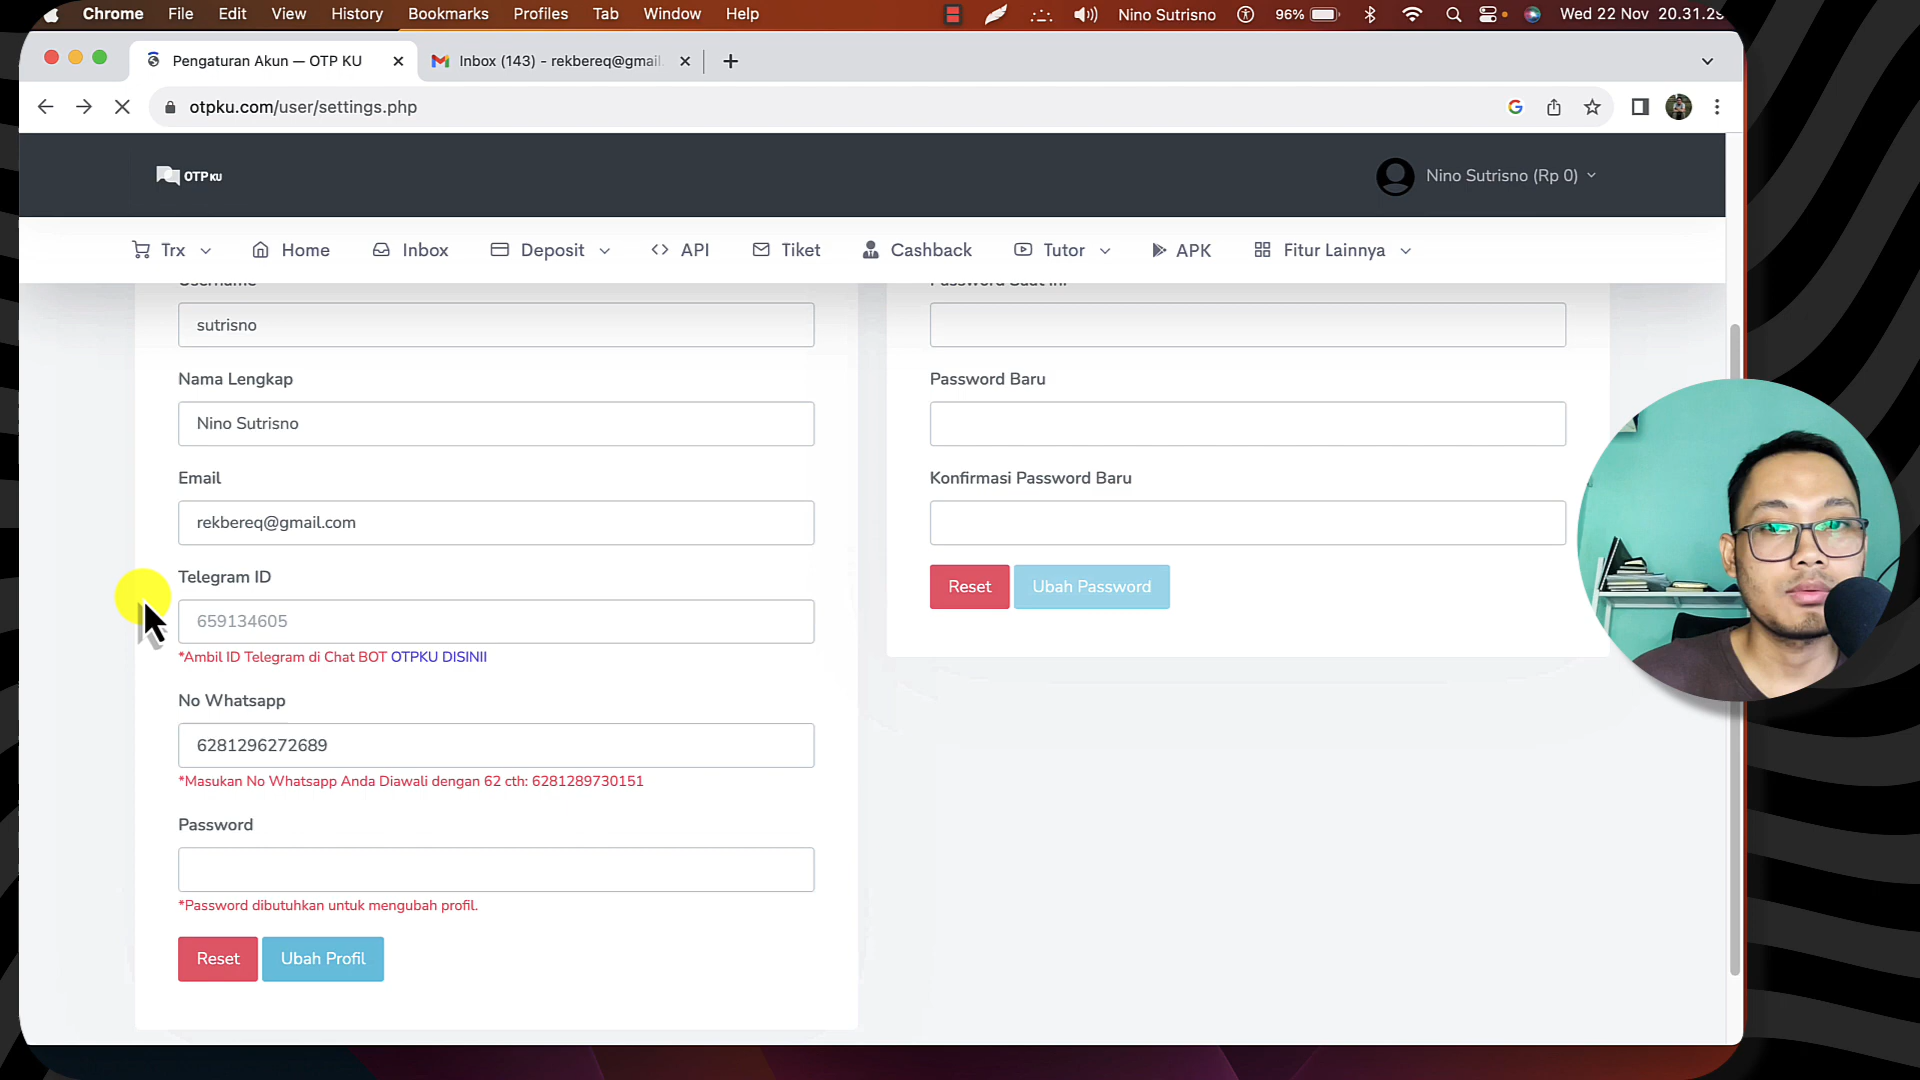 Chrome File Edit View History Bookmarks Profiles Tab Window Help Nino Sutrisno 96% Wed 22 Nov 20.31.29
Pengaturan Akun — OTP KU
Inbox (143) - rekbereq@gmail.
otpku.com/user/settings.php
OTP KU
Nino Sutrisno (Rp 0)
Trx Home Inbox Deposit API Tiket Cashback Tutor APK Fitur Lainnya
Username
sutrisno
Nama Lengkap
Nino Sutrisno
Email
rekbereq@gmail.com
Telegram ID
659134605
*Ambil ID Telegram di Chat BOT OTPKU DISINII
No Whatsapp
6281296272689
*Masukan No Whatsapp Anda Diawali dengan 62 cth: 6281289730151
Password
*Password dibutuhkan untuk mengubah profil.
Reset Ubah Profil
Password Saat Ini
Password Baru
Konfirmasi Password Baru
Reset Ubah Password